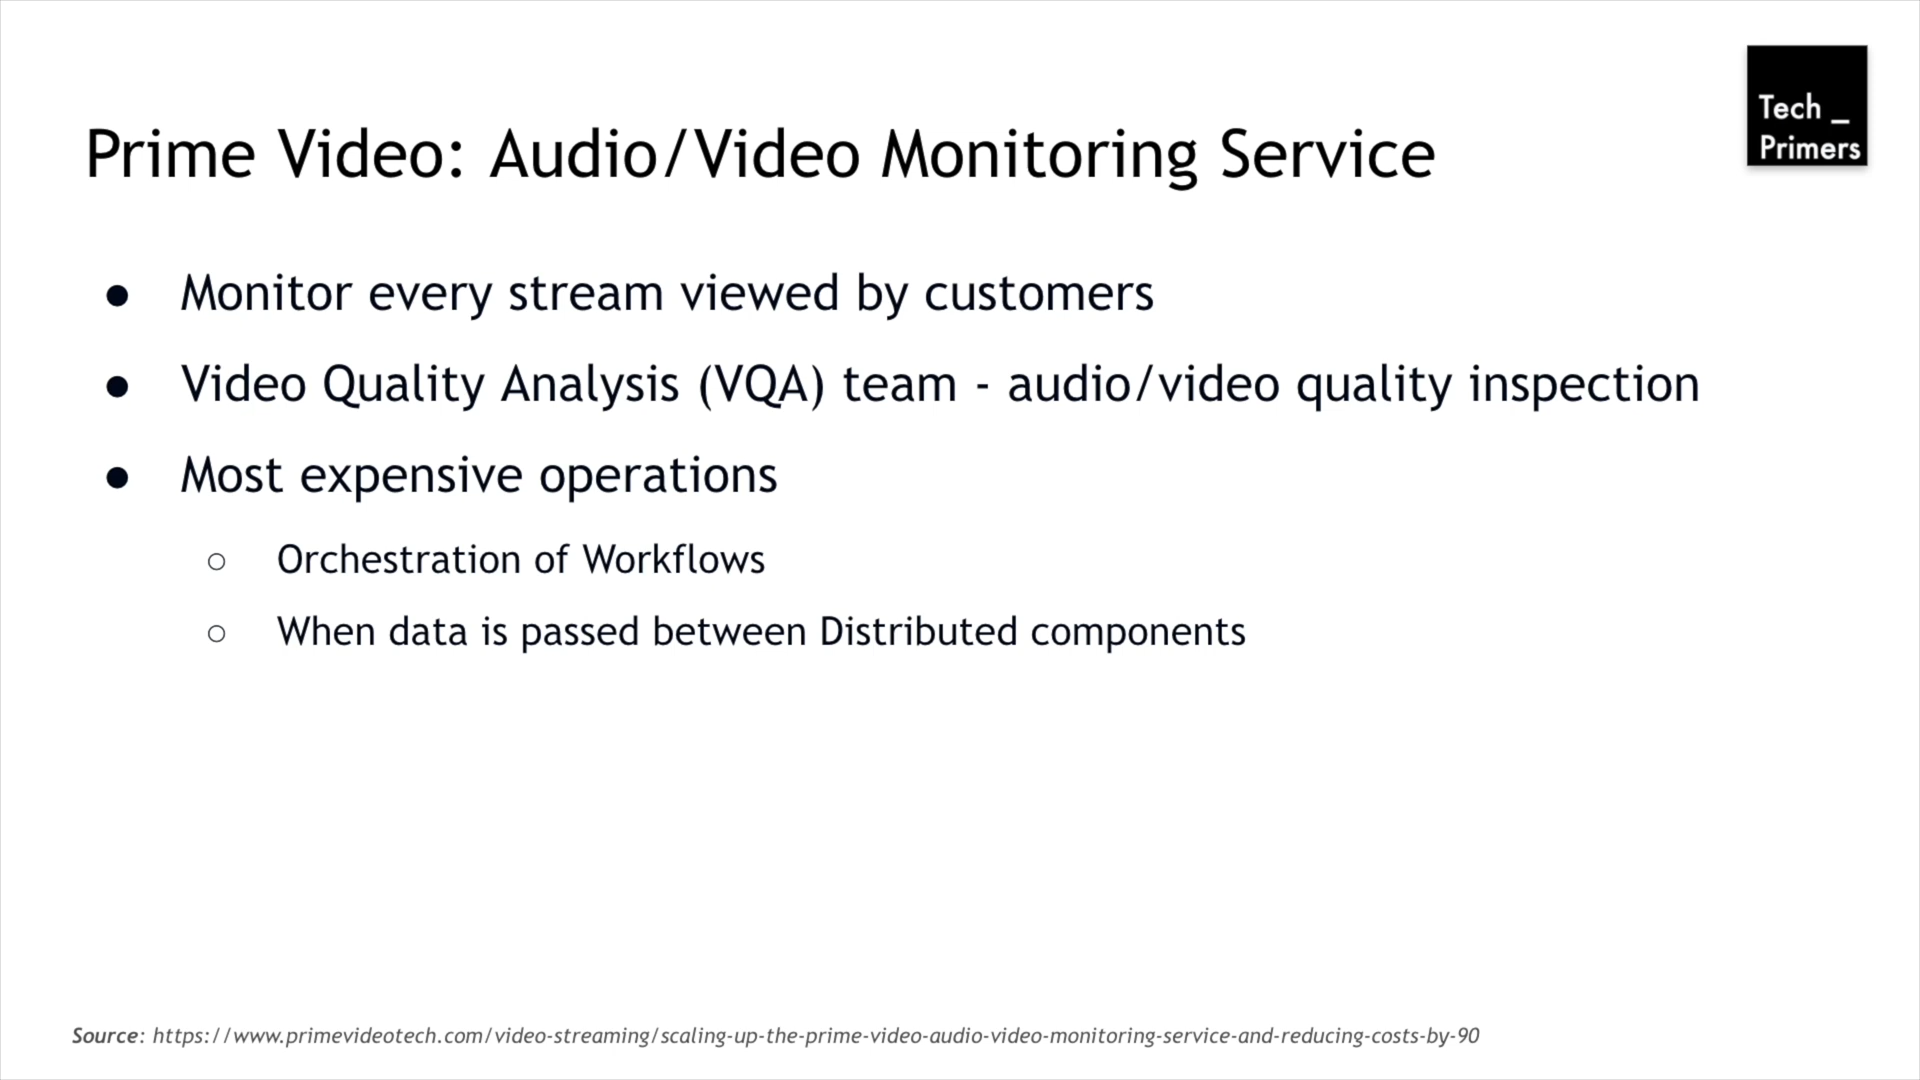 Tech _
Primers
Prime Video: Audio/Video Monitoring Service
● Monitor every stream viewed by customers
● Video Quality Analysis (VQA) team - audio/video quality inspection
● Most expensive operations
○ Orchestration of Workflows
○ When data is passed between Distributed components
Source: https://www.primevideotech.com/video-streaming/scaling-up-the-prime-video-audio-video-monitoring-service-and-reducing-costs-by-90